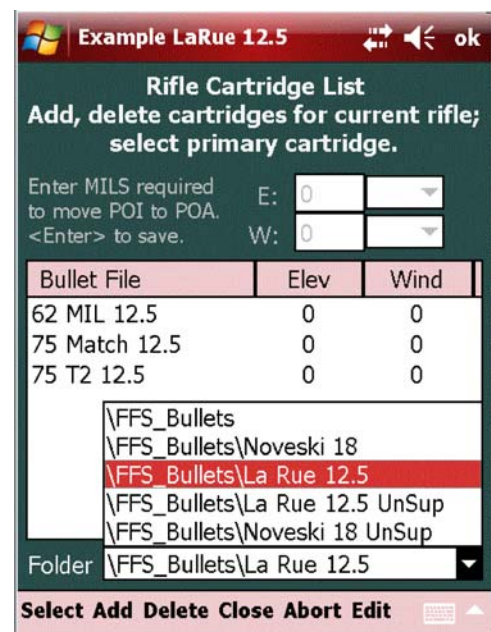 Example LaRue 12.5 ok
Rifle Cartridge List
Add, delete cartridges for current rifle;
select primary cartridge.
Enter MILS required
to move POI to POA.
<Enter> to save.
E: 0
W: 0
Bullet File Elev Wind
62 MIL 12.5 0 0
75 Match 12.5 0 0
75 T2 12.5 0 0
\FFS_Bullets
\FFS_Bullets\Noveski 18
\FFS_Bullets\La Rue 12.5
\FFS_Bullets\La Rue 12.5 UnSup
\FFS_Bullets\Noveski 18 UnSup
Folder \FFS_Bullets\La Rue 12.5
Select Add Delete Close Abort Edit